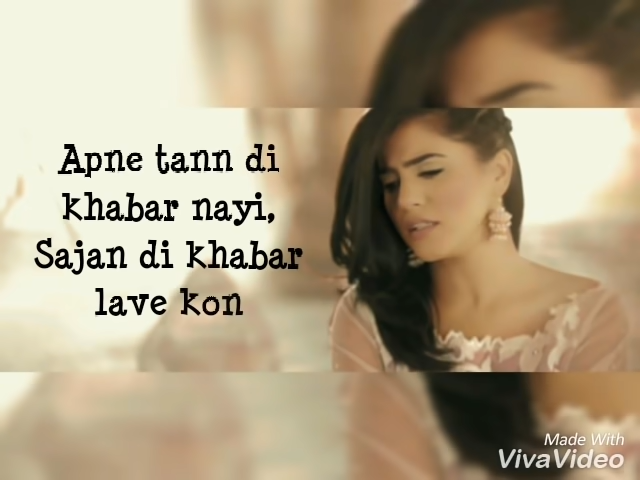 Apne tann di
khabar nayi,
Sajan di khabar
lave kon
Made With
VivaVideo